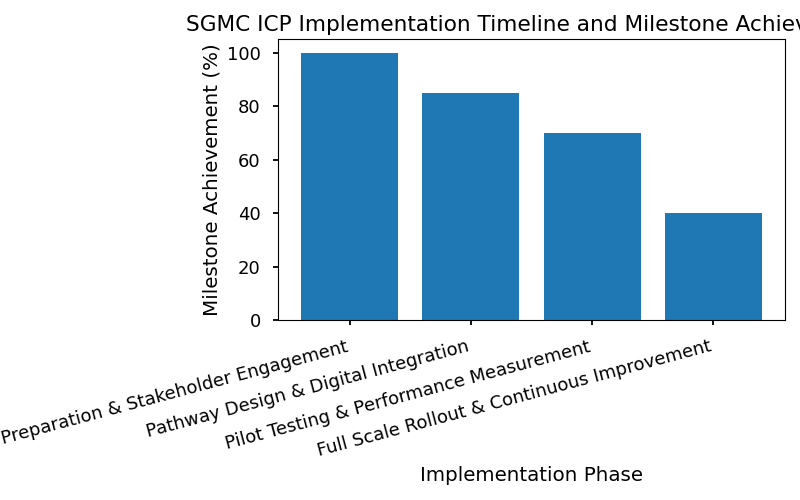 SGMC ICP Implementation Timeline and Milestone Achiev
Milestone Achievement (%)
100
80
60
40
20
0
Preparation & Stakeholder Engagement
Pathway Design & Digital Integration
Pilot Testing & Performance Measurement
Full Scale Rollout & Continuous Improvement
Implementation Phase